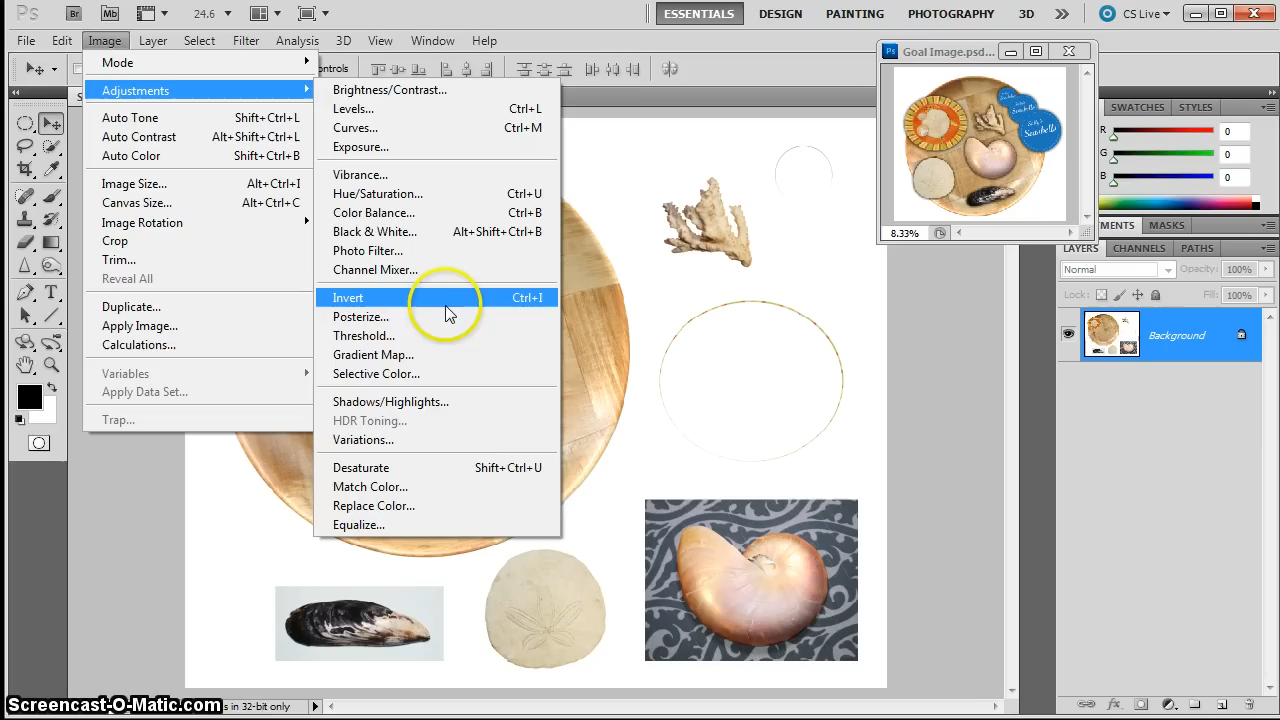 Ps Br Mb 24.6 ESSENTIALS DESIGN PAINTING PHOTOGRAPHY 3D CS Live
File Edit Image Layer Select Filter Analysis 3D View Window Help
Mode
Adjustments
Auto Tone Shift+Ctrl+L
Auto Contrast Alt+Shift+Ctrl+L
Auto Color Shift+Ctrl+B
Image Size... Alt+Ctrl+I
Canvas Size... Alt+Ctrl+C
Image Rotation
Crop
Trim...
Reveal All
Duplicate...
Apply Image...
Calculations...
Variables
Apply Data Set...
Trap...
ontrols
Brightness/Contrast...
Levels... Ctrl+L
Curves... Ctrl+M
Exposure...
Vibrance...
Hue/Saturation... Ctrl+U
Color Balance... Ctrl+B
Black & White... Alt+Shift+Ctrl+B
Photo Filter...
Channel Mixer...
Invert Ctrl+I
Posterize...
Threshold...
Gradient Map...
Selective Color...
Shadows/Highlights...
HDR Toning...
Variations...
Desaturate Shift+Ctrl+U
Match Color...
Replace Color...
Equalize...
Ps Goal Image.psd...
Seashells
8.33%
SWATCHES STYLES
R 0
G 0
B 0
MENTS MASKS
LAYERS CHANNELS PATHS
Normal Opacity: 100%
Lock: Fill: 100%
Background
Screencast-O-Matic.com
s in 32-bit only